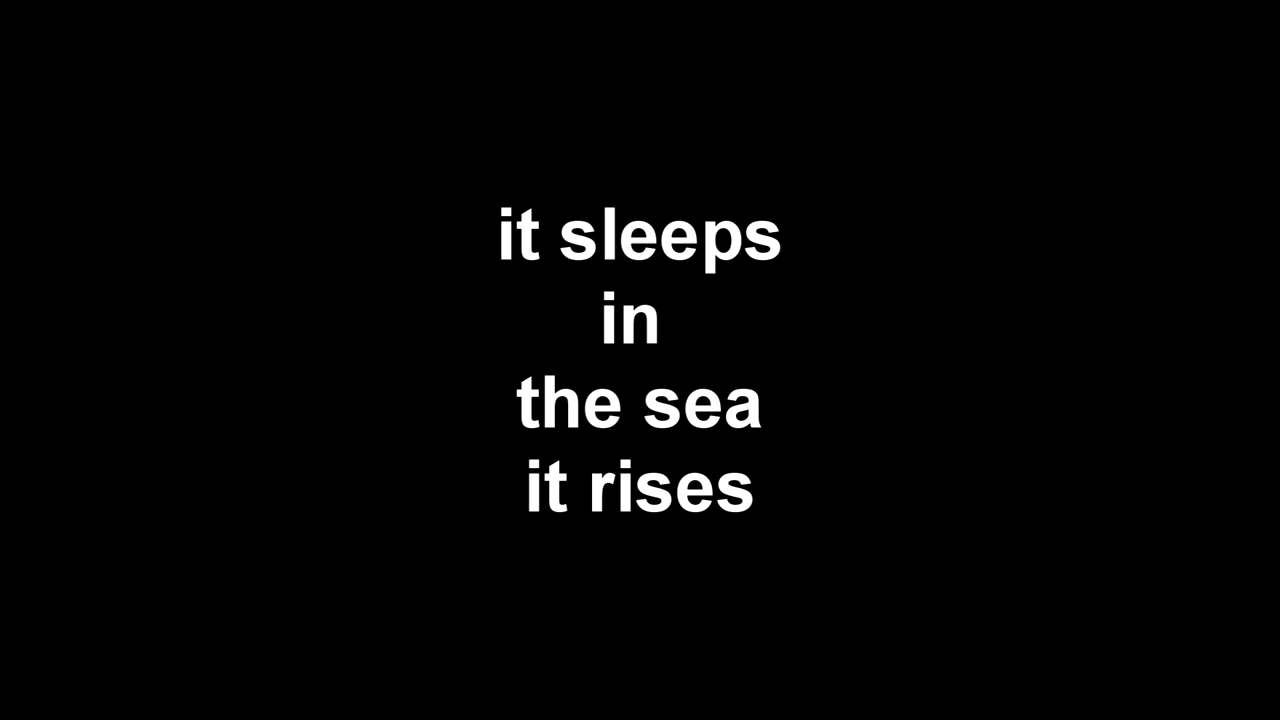 it sleeps
in
the sea
it rises